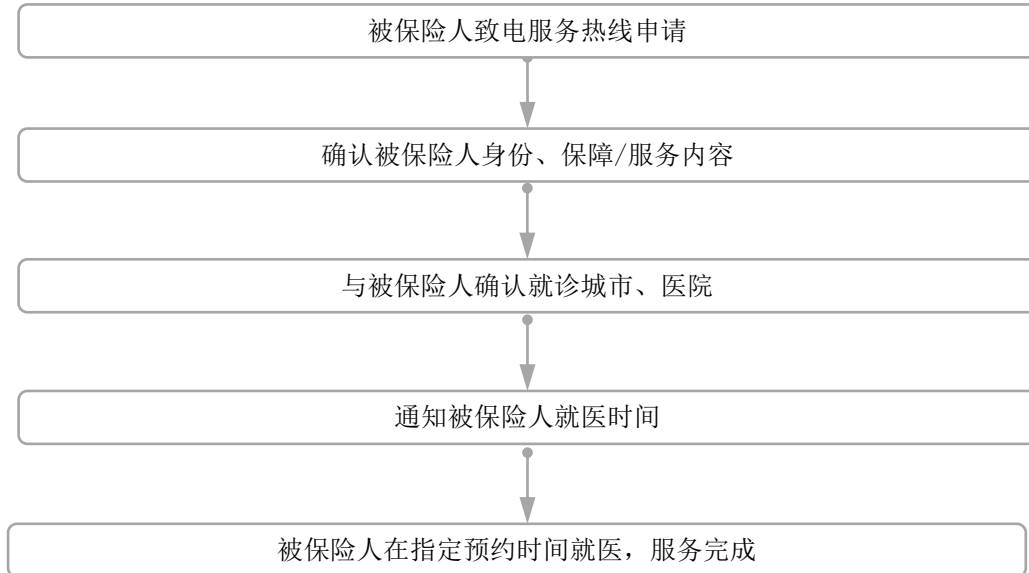 被保险人致电服务热线申请
确认被保险人身份、保障/服务内容
与被保险人确认就诊城市、医院
通知被保险人就医时间
被保险人在指定预约时间就医，服务完成